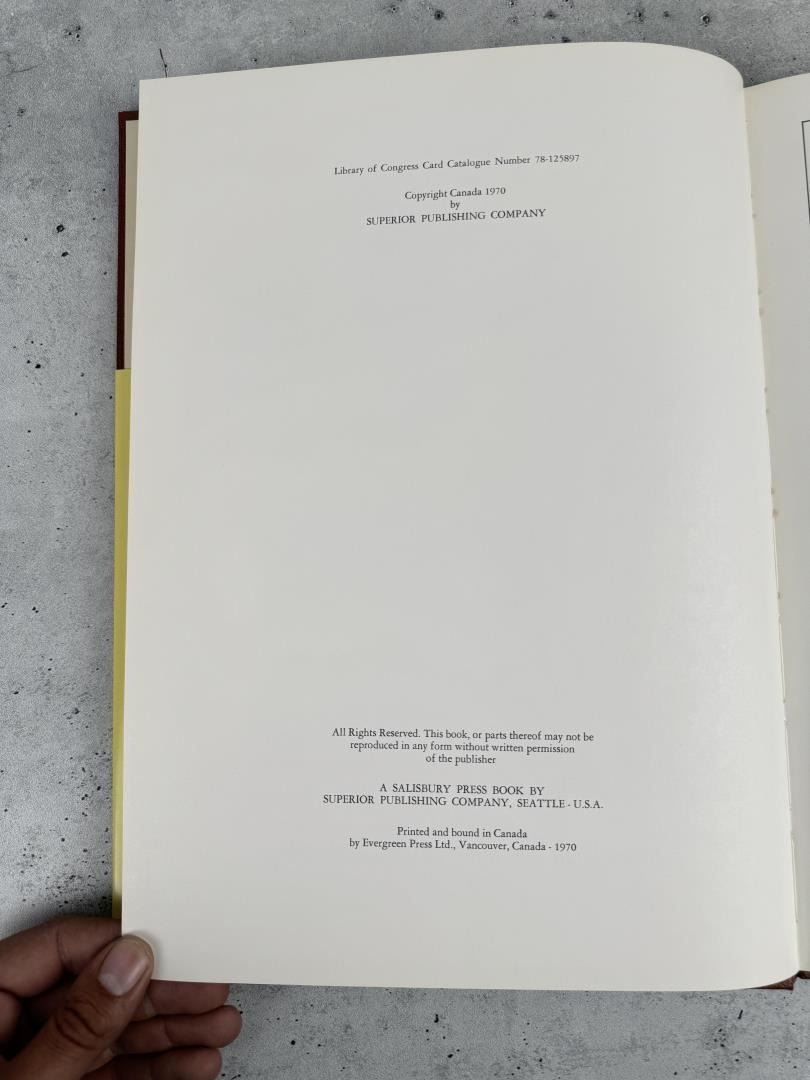 Library of Congress Card Catalogue Number 78-125897
Copyright Canada 1970
by
SUPERIOR PUBLISHING COMPANY
All Rights Reserved. This book, or parts thereof may not be
reproduced in any form without written permission
of the publisher
A SALISBURY PRESS BOOK BY
SUPERIOR PUBLISHING COMPANY, SEATTLE - U.S.A.
Printed and bound in Canada
by Evergreen Press Ltd., Vancouver, Canada - 1970